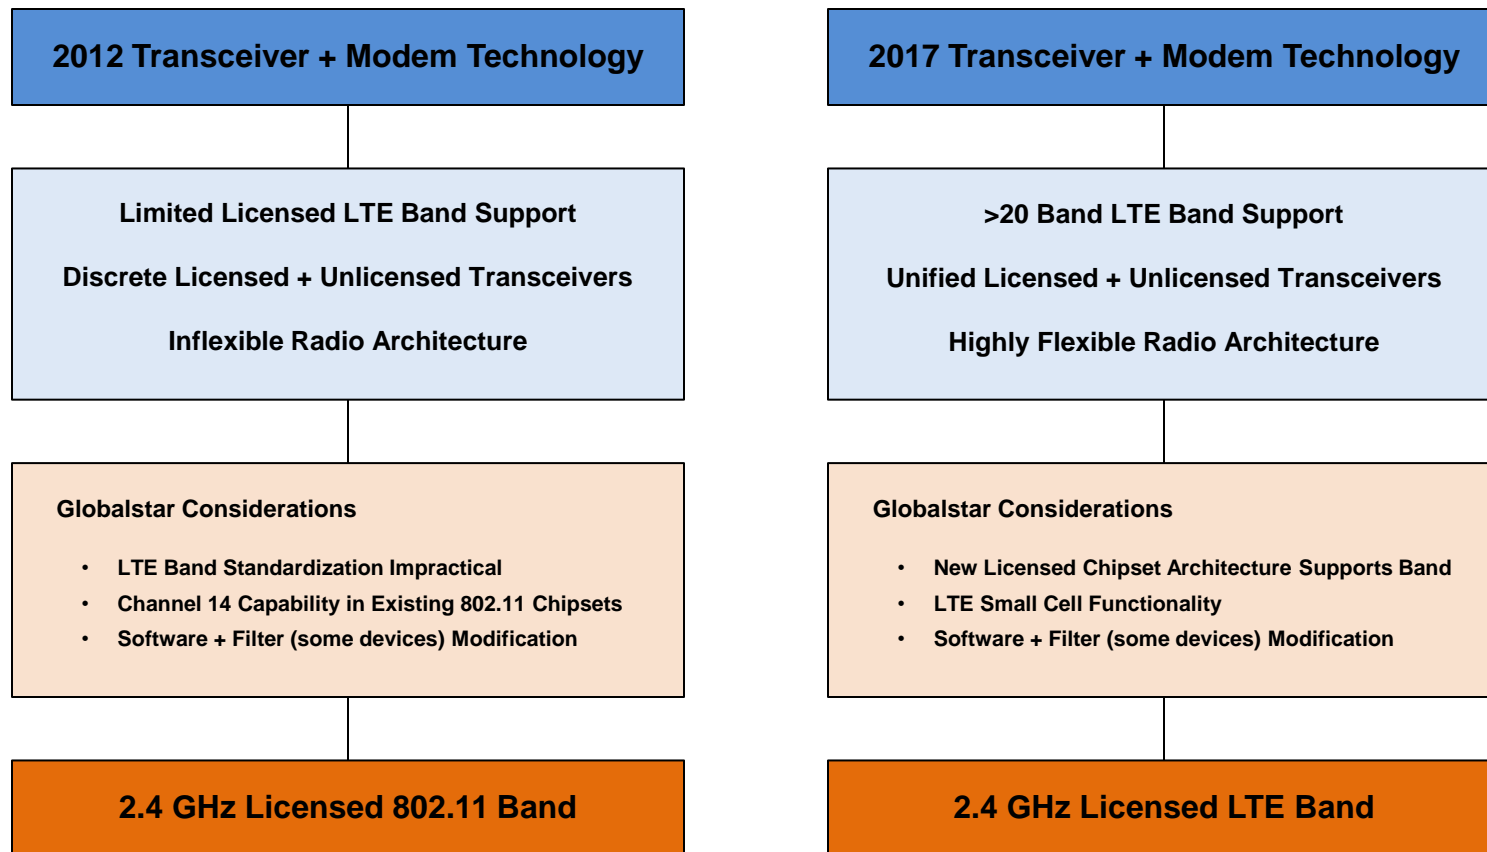 2012 Transceiver + Modem Technology
Limited Licensed LTE Band Support
Discrete Licensed + Unlicensed Transceivers
Inflexible Radio Architecture
Globalstar Considerations
• LTE Band Standardization Impractical
• Channel 14 Capability in Existing 802.11 Chipsets
• Software + Filter (some devices) Modification
2.4 GHz Licensed 802.11 Band
2017 Transceiver + Modem Technology
>20 Band LTE Band Support
Unified Licensed + Unlicensed Transceivers
Highly Flexible Radio Architecture
Globalstar Considerations
• New Licensed Chipset Architecture Supports Band
• LTE Small Cell Functionality
• Software + Filter (some devices) Modification
2.4 GHz Licensed LTE Band